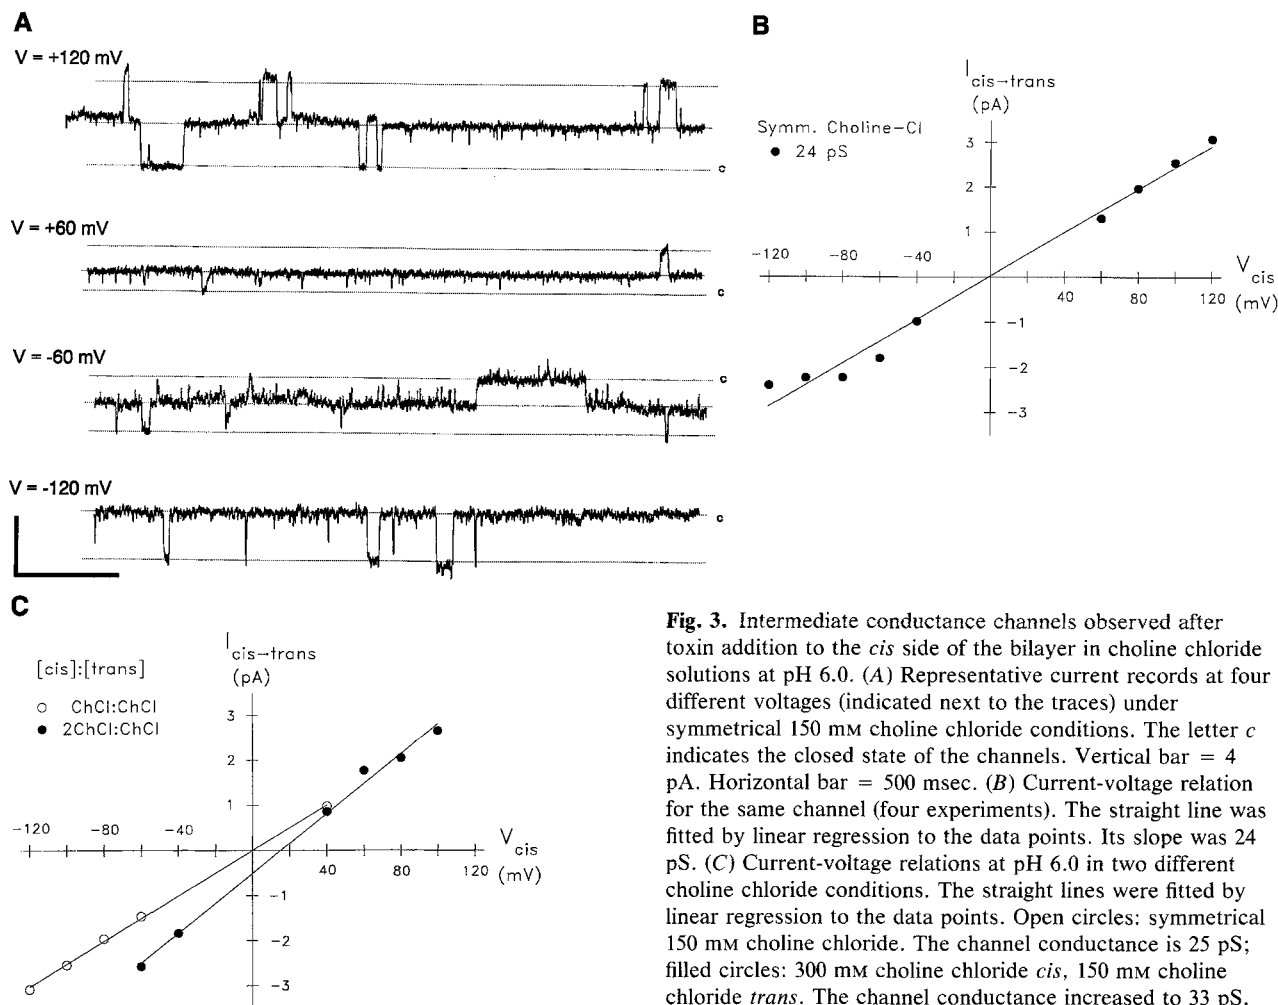 A
V = +120 mV
c
V = +60 mV
c
V = -60 mV
c
V = -120 mV
c
B
I cis→trans
(pA)
Symm. Choline-Cl
● 24 pS
3
2
1
-120 -80 -40
40 80 120
V cis
(mV)
-1
-2
-3
C
I cis→trans
(pA)
[cis]:[trans]
○ ChCl:ChCl
● 2ChCl:ChCl
3
2
1
-120 -80 -40
40 80 120
V cis
(mV)
-1
-2
-3
Fig. 3. Intermediate conductance channels observed after
toxin addition to the cis side of the bilayer in choline chloride
solutions at pH 6.0. (A) Representative current records at four
different voltages (indicated next to the traces) under
symmetrical 150 mM choline chloride conditions. The letter c
indicates the closed state of the channels. Vertical bar = 4
pA. Horizontal bar = 500 msec. (B) Current-voltage relation
for the same channel (four experiments). The straight line was
fitted by linear regression to the data points. Its slope was 24
pS. (C) Current-voltage relations at pH 6.0 in two different
choline chloride conditions. The straight lines were fitted by
linear regression to the data points. Open circles: symmetrical
150 mM choline chloride. The channel conductance is 25 pS;
filled circles: 300 mM choline chloride cis, 150 mM choline
chloride trans. The channel conductance increased to 33 pS.